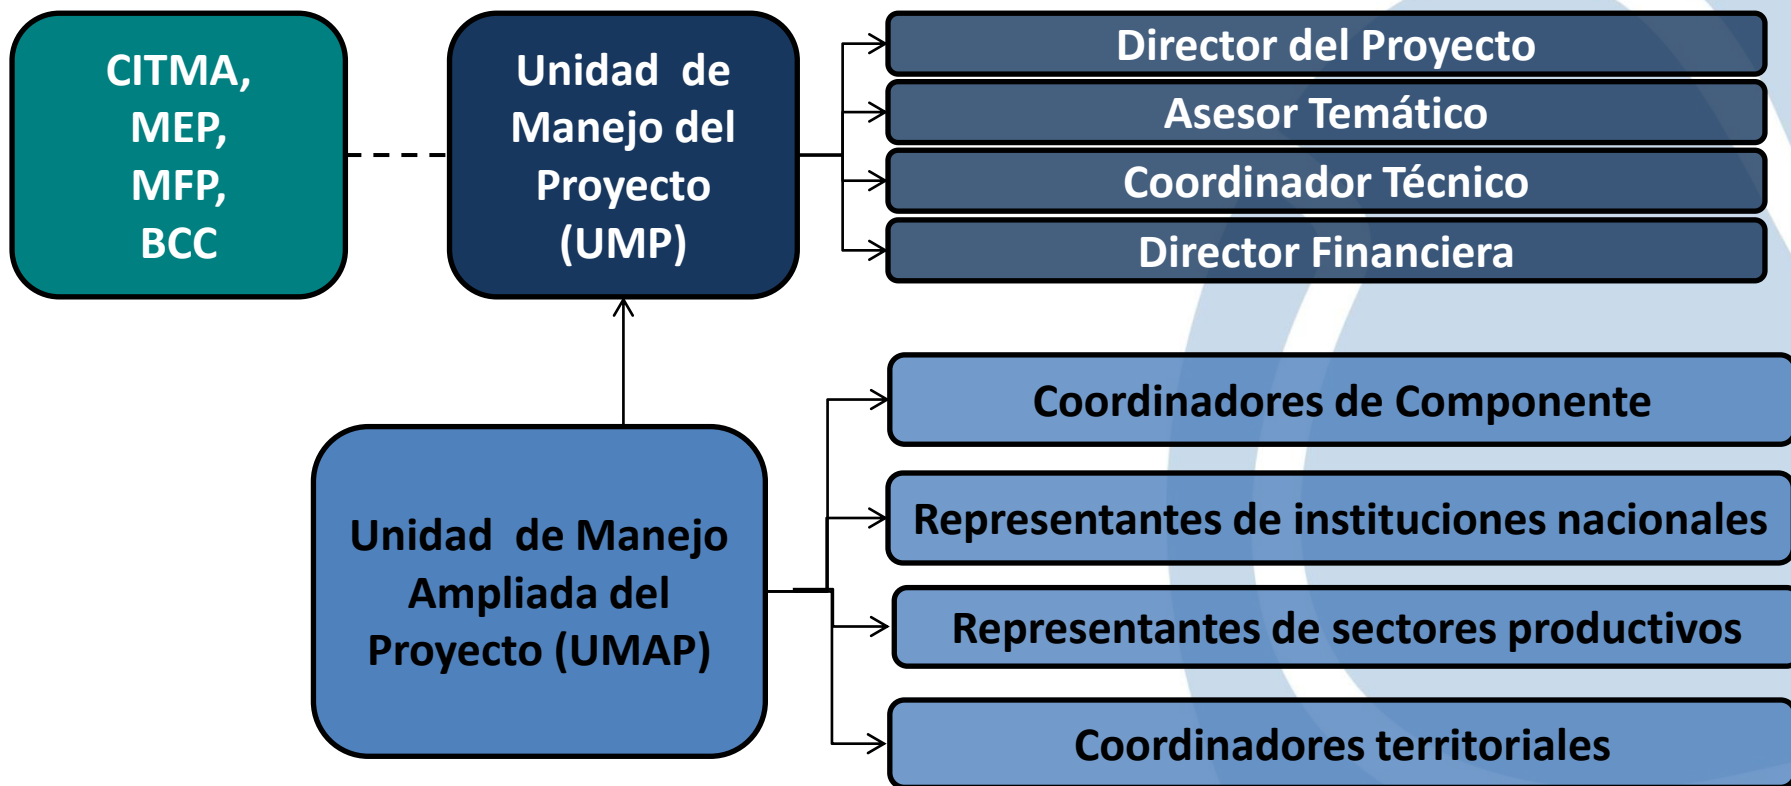 CITMA,
MEP,
MFP,
BCC
Unidad de
Manejo del
Proyecto
(UMP)
Director del Proyecto
Asesor Temático
Coordinador Técnico
Director Financiera
Unidad de Manejo
Ampliada del
Proyecto (UMAP)
Coordinadores de Componente
Representantes de instituciones nacionales
Representantes de sectores productivos
Coordinadores territoriales